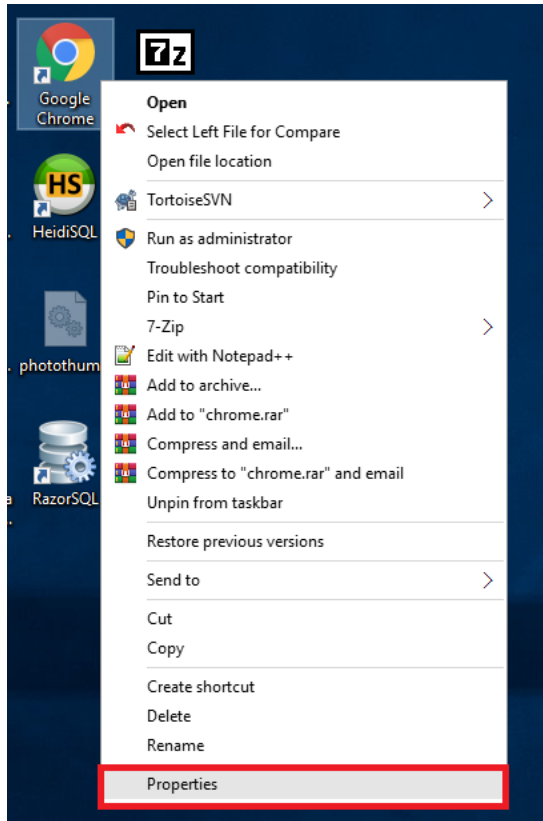 7z
Google
Chrome
HS
HeidiSQL
photothum
RazorSQL
a
..
Open
Select Left File for Compare
Open file location
TortoiseSVN
Run as administrator
Troubleshoot compatibility
Pin to Start
7-Zip
Edit with Notepad++
Add to archive...
Add to "chrome.rar"
Compress and email...
Compress to "chrome.rar" and email
Unpin from taskbar
Restore previous versions
Send to
Cut
Copy
Create shortcut
Delete
Rename
Properties